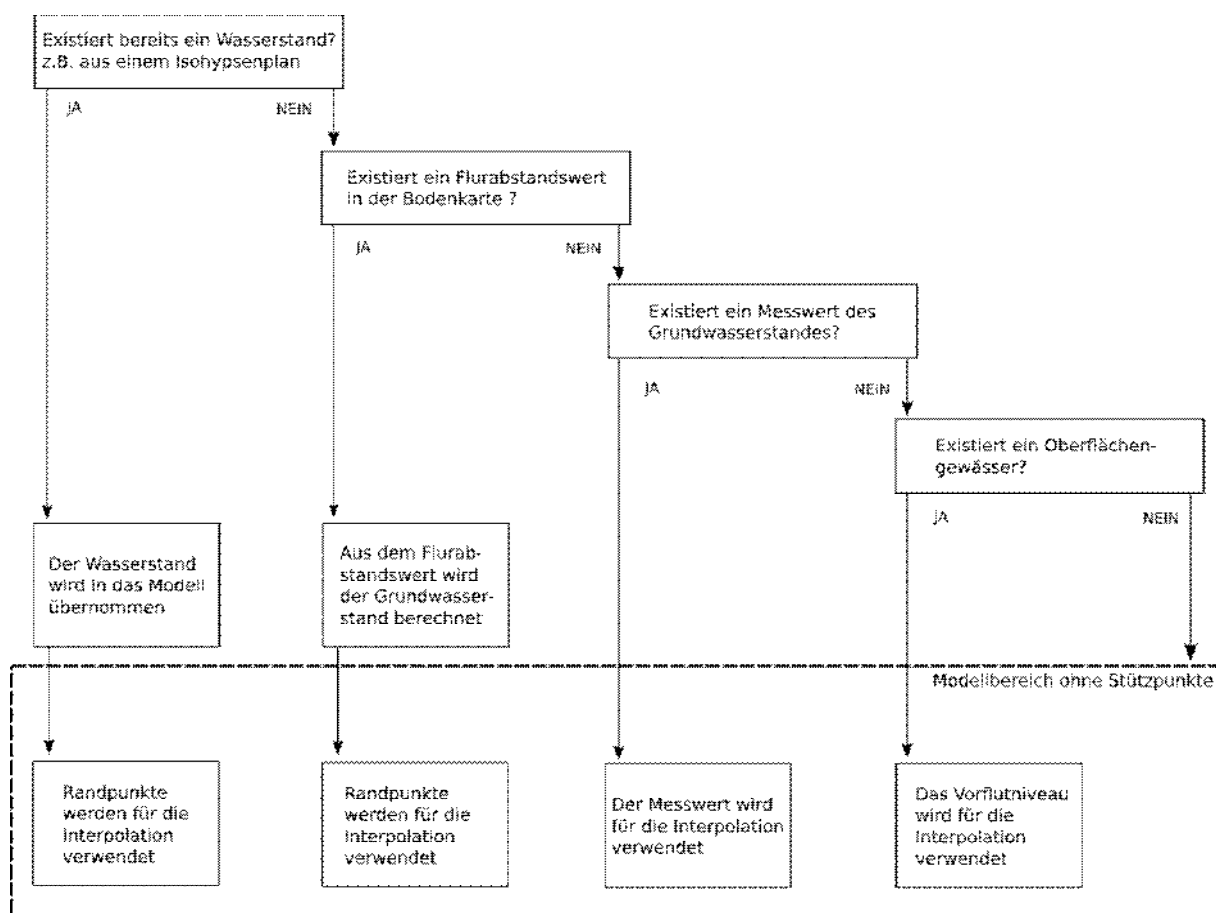 Existiert bereits ein Wasserstand?
z.B. aus einem Isohypsenplan
JA
NEIN
Existiert ein Flurabstandswert
in der Bodenkarte ?
JA
NEIN
Existiert ein Messwert des
Grundwasserstandes?
JA
NEIN
Existiert ein Oberflächen-
gewässer?
JA
NEIN
Der Wasserstand
wird in das Modell
übernommen
Aus dem Flurab-
standswert wird
der Grundwasser-
stand berechnet
Modellbereich ohne Stützpunkte
Randpunkte
werden für die
Interpolation
verwendet
Randpunkte
werden für die
Interpolation
verwendet
Der Messwert wird
für die Interpolation
verwendet
Das Vorflutniveau
wird für die
Interpolation
verwendet